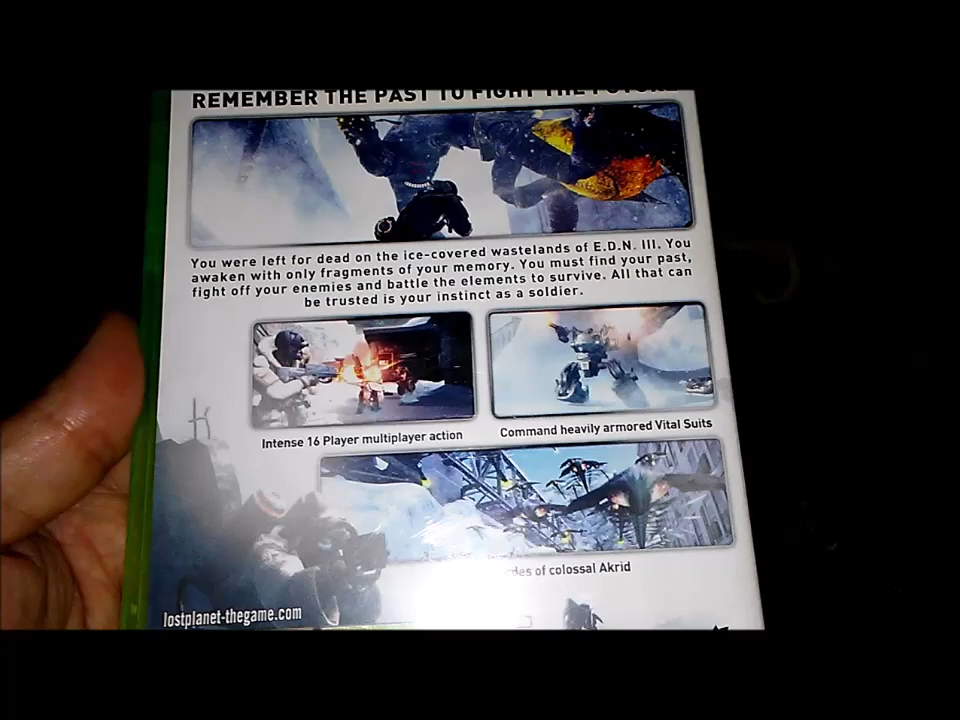 REMEMBER THE PAST TO FIGHT THE FUTURE
You were left for dead on the ice-covered wastelands of E.D.N. III. You
awaken with only fragments of your memory. You must find your past,
fight off your enemies and battle the elements to survive. All that can
be trusted is your instinct as a soldier.
Intense 16 Player multiplayer action
Command heavily armored Vital Suits
of colossal Akrid
lostplanet-thegame.com